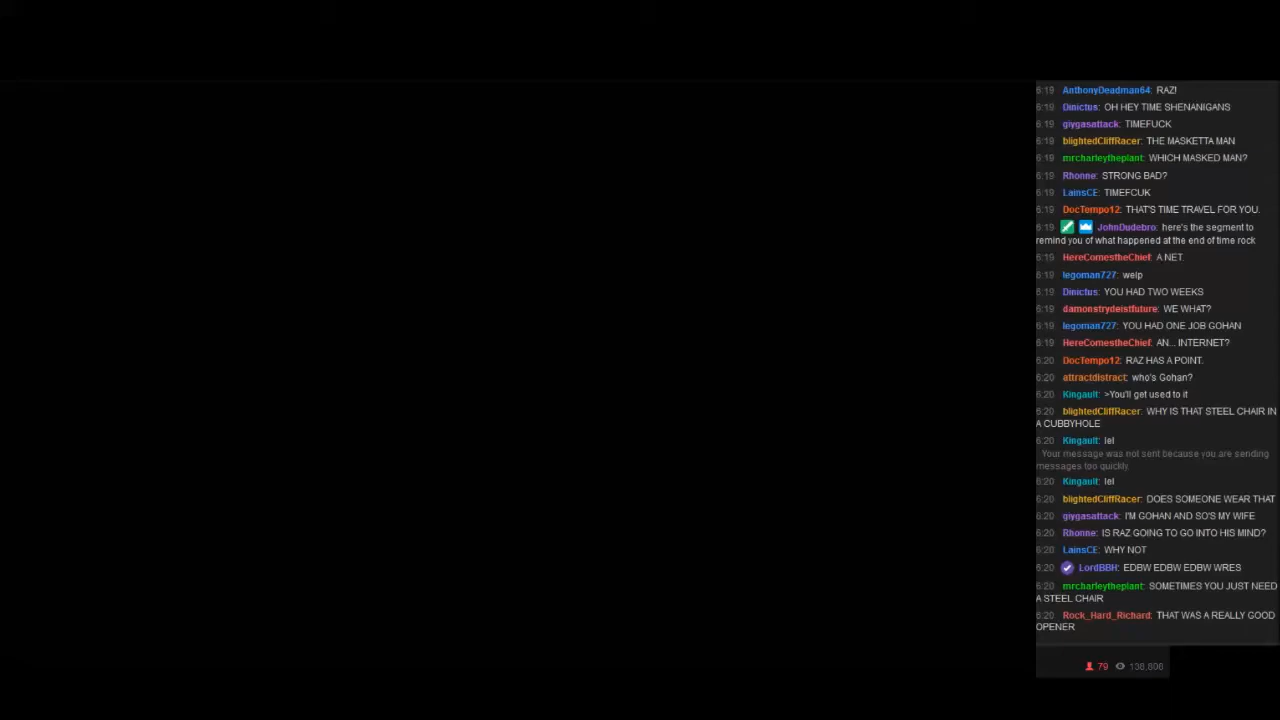 6:19 AnthonyDeadman64: RAZ!
6:19 Dinictus: OH HEY TIME SHENANIGANS
6:19 giygasattack: TIMEFUCK
6:19 blightedCliffRacer: THE MASKETTA MAN
6:19 mrcharleytheplant: WHICH MASKED MAN?
6:19 Rhonne: STRONG BAD?
6:19 LainsCE: TIMEFCUK
6:19 DocTempo12: THAT'S TIME TRAVEL FOR YOU.
6:19 JohnDudebro: here's the segment to
remind you of what happened at the end of time rock
6:19 HereComestheChief: A NET.
6:19 legoman727: welp
6:19 Dinictus: YOU HAD TWO WEEKS
6:19 damonstrydeistfuture: WE WHAT?
6:19 legoman727: YOU HAD ONE JOB GOHAN
6:19 HereComestheChief: AN... INTERNET?
6:20 DocTempo12: RAZ HAS A POINT.
6:20 attractdistract: who's Gohan?
6:20 Kingault: >You'll get used to it
6:20 blightedCliffRacer: WHY IS THAT STEEL CHAIR IN
A CUBBYHOLE
6:20 Kingault: lel
Your message was not sent because you are sending
messages too quickly.
6:20 Kingault: lel
6:20 blightedCliffRacer: DOES SOMEONE WEAR THAT
6:20 giygasattack: I'M GOHAN AND SO'S MY WIFE
6:20 Rhonne: IS RAZ GOING TO GO INTO HIS MIND?
6:20 LainsCE: WHY NOT
6:20 LordBBH: EDBW EDBW EDBW WRES
6:20 mrcharleytheplant: SOMETIMES YOU JUST NEED
A STEEL CHAIR
6:20 Rock_Hard_Richard: THAT WAS A REALLY GOOD
OPENER
79 138,806